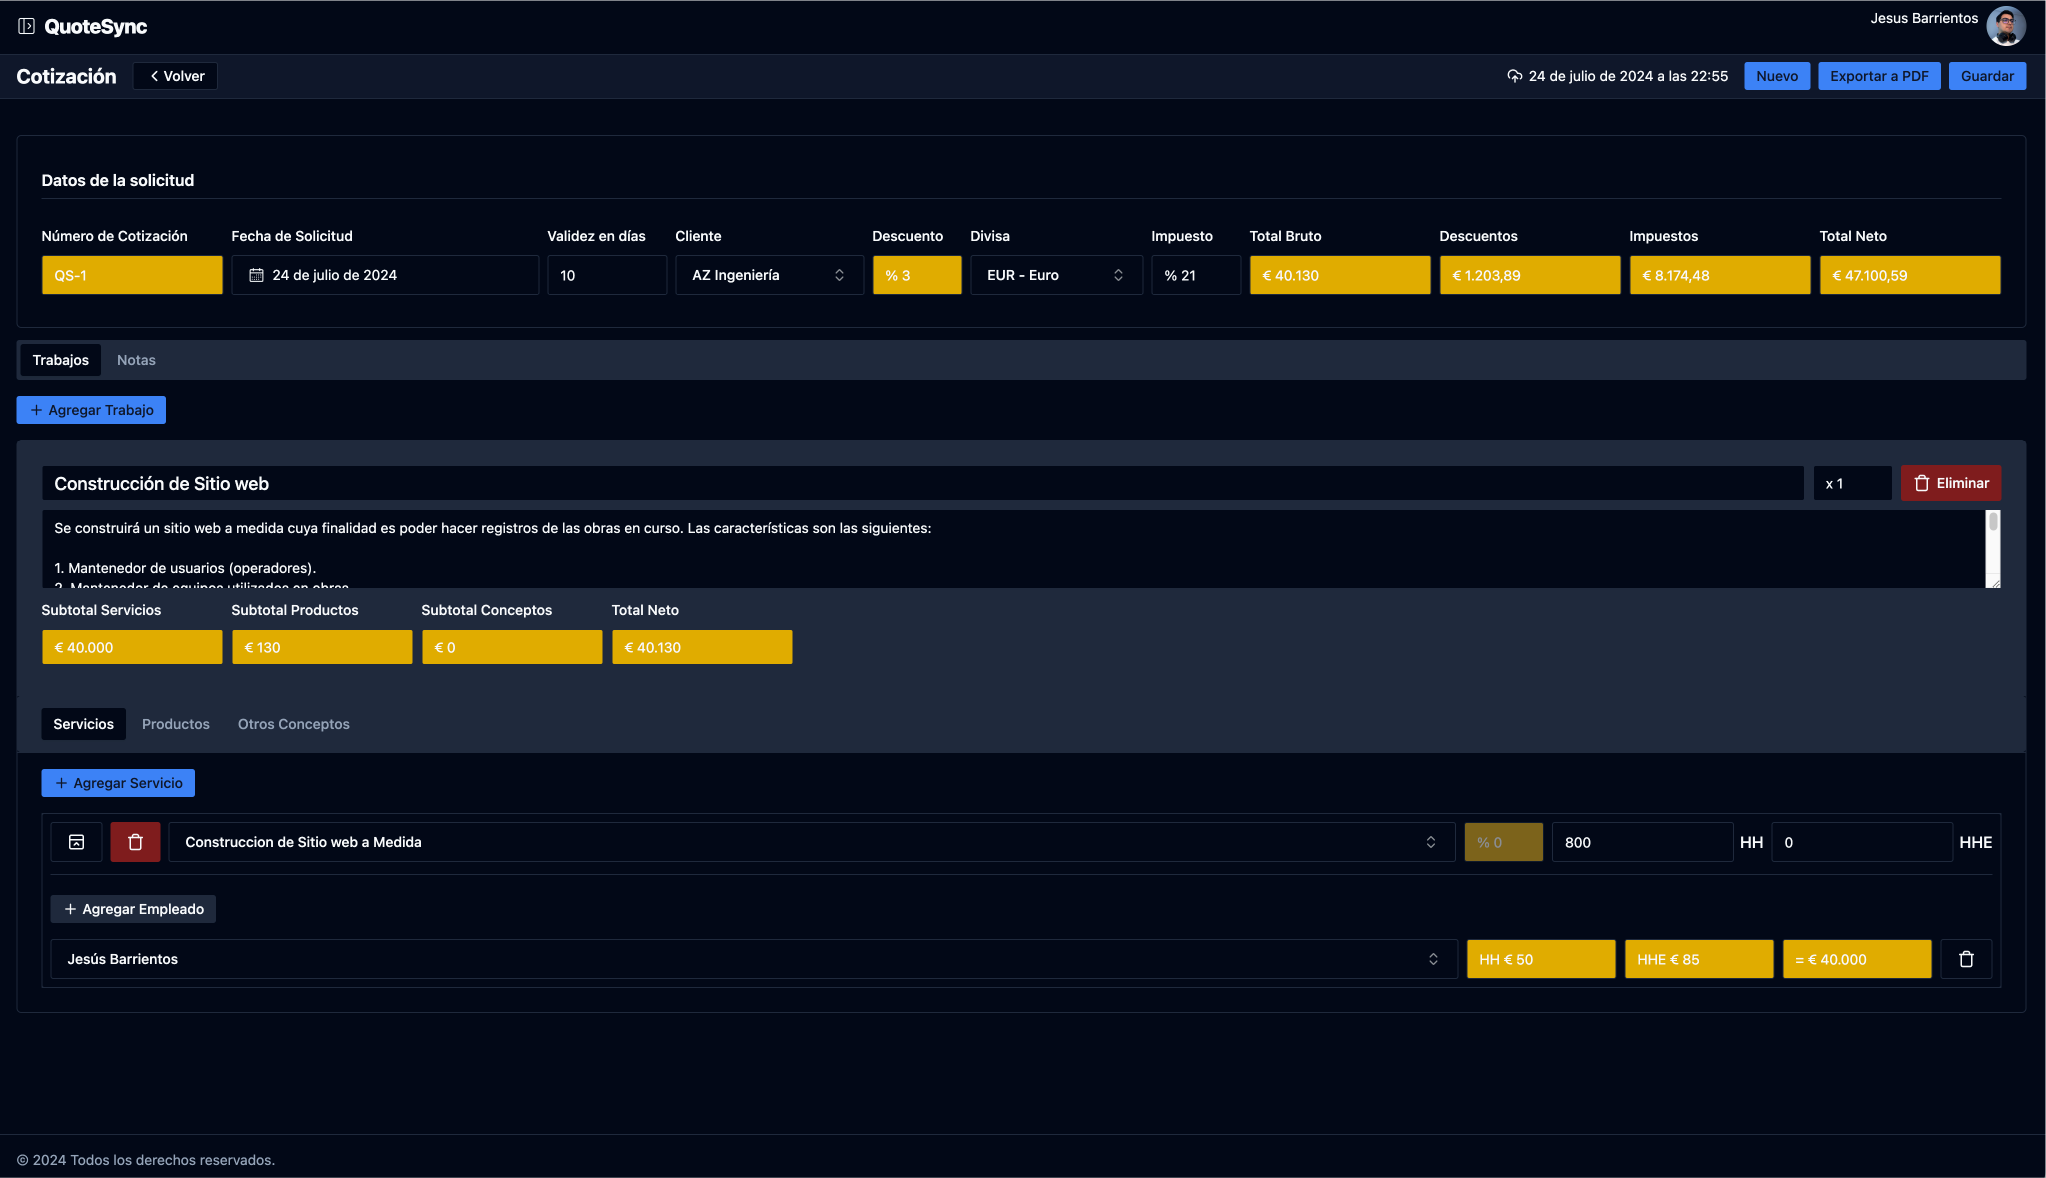 QuoteSync
Jesus Barrientos
Cotización
Volver
24 de julio de 2024 a las 22:55
Nuevo
Exportar a PDF
Guardar
Datos de la solicitud
Número de Cotización
Fecha de Solicitud
Validez en días
Cliente
Descuento
Divisa
Impuesto
Total Bruto
Descuentos
Impuestos
Total Neto
QS-1
24 de julio de 2024
10
AZ Ingeniería
% 3
EUR - Euro
% 21
€ 40.130
€ 1.203,89
€ 8.174,48
€ 47.100,59
Trabajos
Notas
Agregar Trabajo
Construcción de Sitio web
x 1
Eliminar
Se construirá un sitio web a medida cuya finalidad es poder hacer registros de las obras en curso. Las características son las siguientes:
1. Mantenedor de usuarios (operadores).
2. Mantenedor de equipos utilizados en obras
Subtotal Servicios
Subtotal Productos
Subtotal Conceptos
Total Neto
€ 40.000
€ 130
€ 0
€ 40.130
Servicios
Productos
Otros Conceptos
Agregar Servicio
Construccion de Sitio web a Medida
% 0
800
HH
0
HHE
Agregar Empleado
Jesús Barrientos
HH € 50
HHE € 85
= € 40.000
© 2024 Todos los derechos reservados.